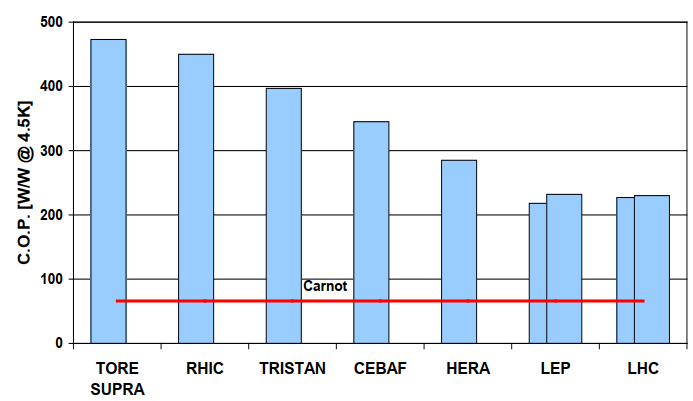 500
400
300
200
100
0
C.O.P. [W/W @ 4.5K]
Carnot
TORE SUPRA
RHIC
TRISTAN
CEBAF
HERA
LEP
LHC